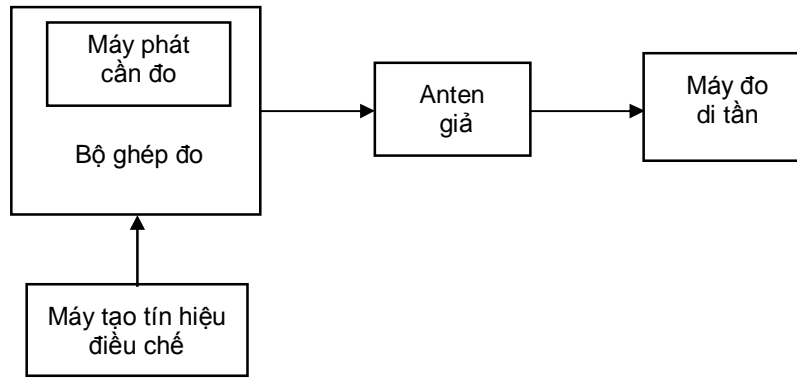 Máy phát
cần đo
Bộ ghép đo
Anten
giả
Máy đo
di tần
Máy tạo tín hiệu
điều chế